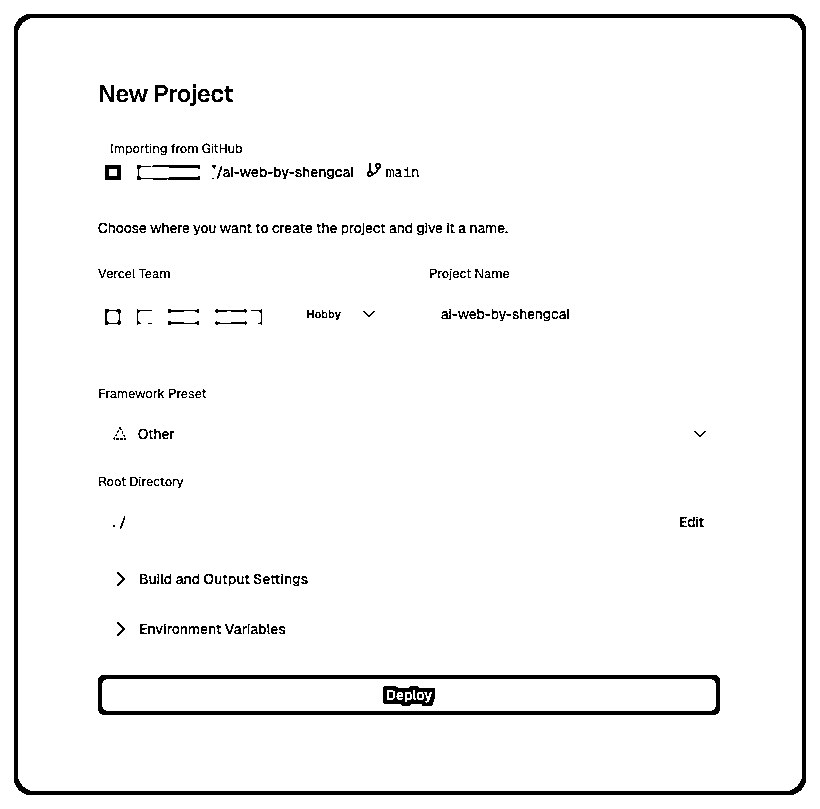 New Project
Importing from GitHub
/ai-web-by-shengcai main
Choose where you want to create the project and give it a name.
Vercel Team
Project Name
Hobby
ai-web-by-shengcai
Framework Preset
Other
Root Directory
./
Edit
Build and Output Settings
Environment Variables
Deploy